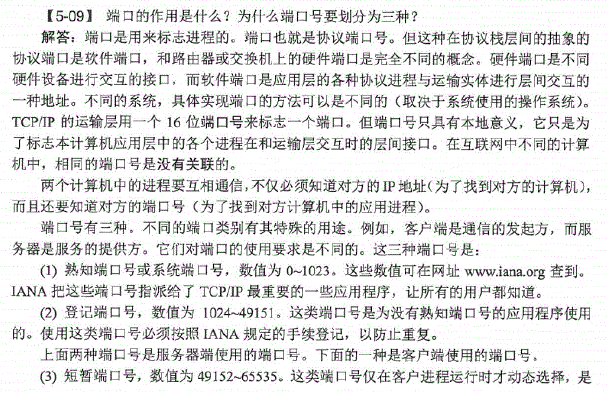 【5-09】 端口的作用是什么？为什么端口号要划分为三种？
解答：端口是用来标志进程的。端口也就是协议端口号。但这种在协议栈层间的抽象的
协议端口是软件端口，和路由器或交换机上的硬件端口是完全不同的概念。硬件端口是不同
硬件设备进行交互的接口，而软件端口是应用层的各种协议进程与运输实体进行层间交互的
一种地址。不同的系统，具体实现端口的方法可以是不同的（取决于系统使用的操作系统）。
TCP/IP 的运输层用一个 16 位端口号来标志一个端口。但端口号只具有本地意义，它只是为
了标志本计算机应用层中的各个进程在和运输层交互时的层间接口。在互联网中不同的计算
机中，相同的端口号是没有关联的。
两个计算机中的进程要互相通信，不仅必须知道对方的 IP 地址（为了找到对方的计算机），
而且还要知道对方的端口号（为了找到对方计算机中的应用进程）。
端口号有三种。不同的端口类别有其特殊的用途。例如，客户端是通信的发起方，而服
务器是服务的提供方。它们对端口的使用要求是不同的。这三种端口号是：
(1) 熟知端口号或系统端口号，数值为 0~1023。这些数值可在网址 www.iana.org 查到。
IANA 把这些端口号指派给了 TCP/IP 最重要的一些应用程序，让所有的用户都知道。
(2) 登记端口号，数值为 1024~49151。这类端口号是为没有熟知端口号的应用程序使用
的。使用这类端口号必须按照 IANA 规定的手续登记，以防止重复。
上面两种端口号是服务器端使用的端口号。下面的一种是客户端使用的端口号。
(3) 短暂端口号，数值为 49152~65535。这类端口号仅在客户进程运行时才动态选择，是